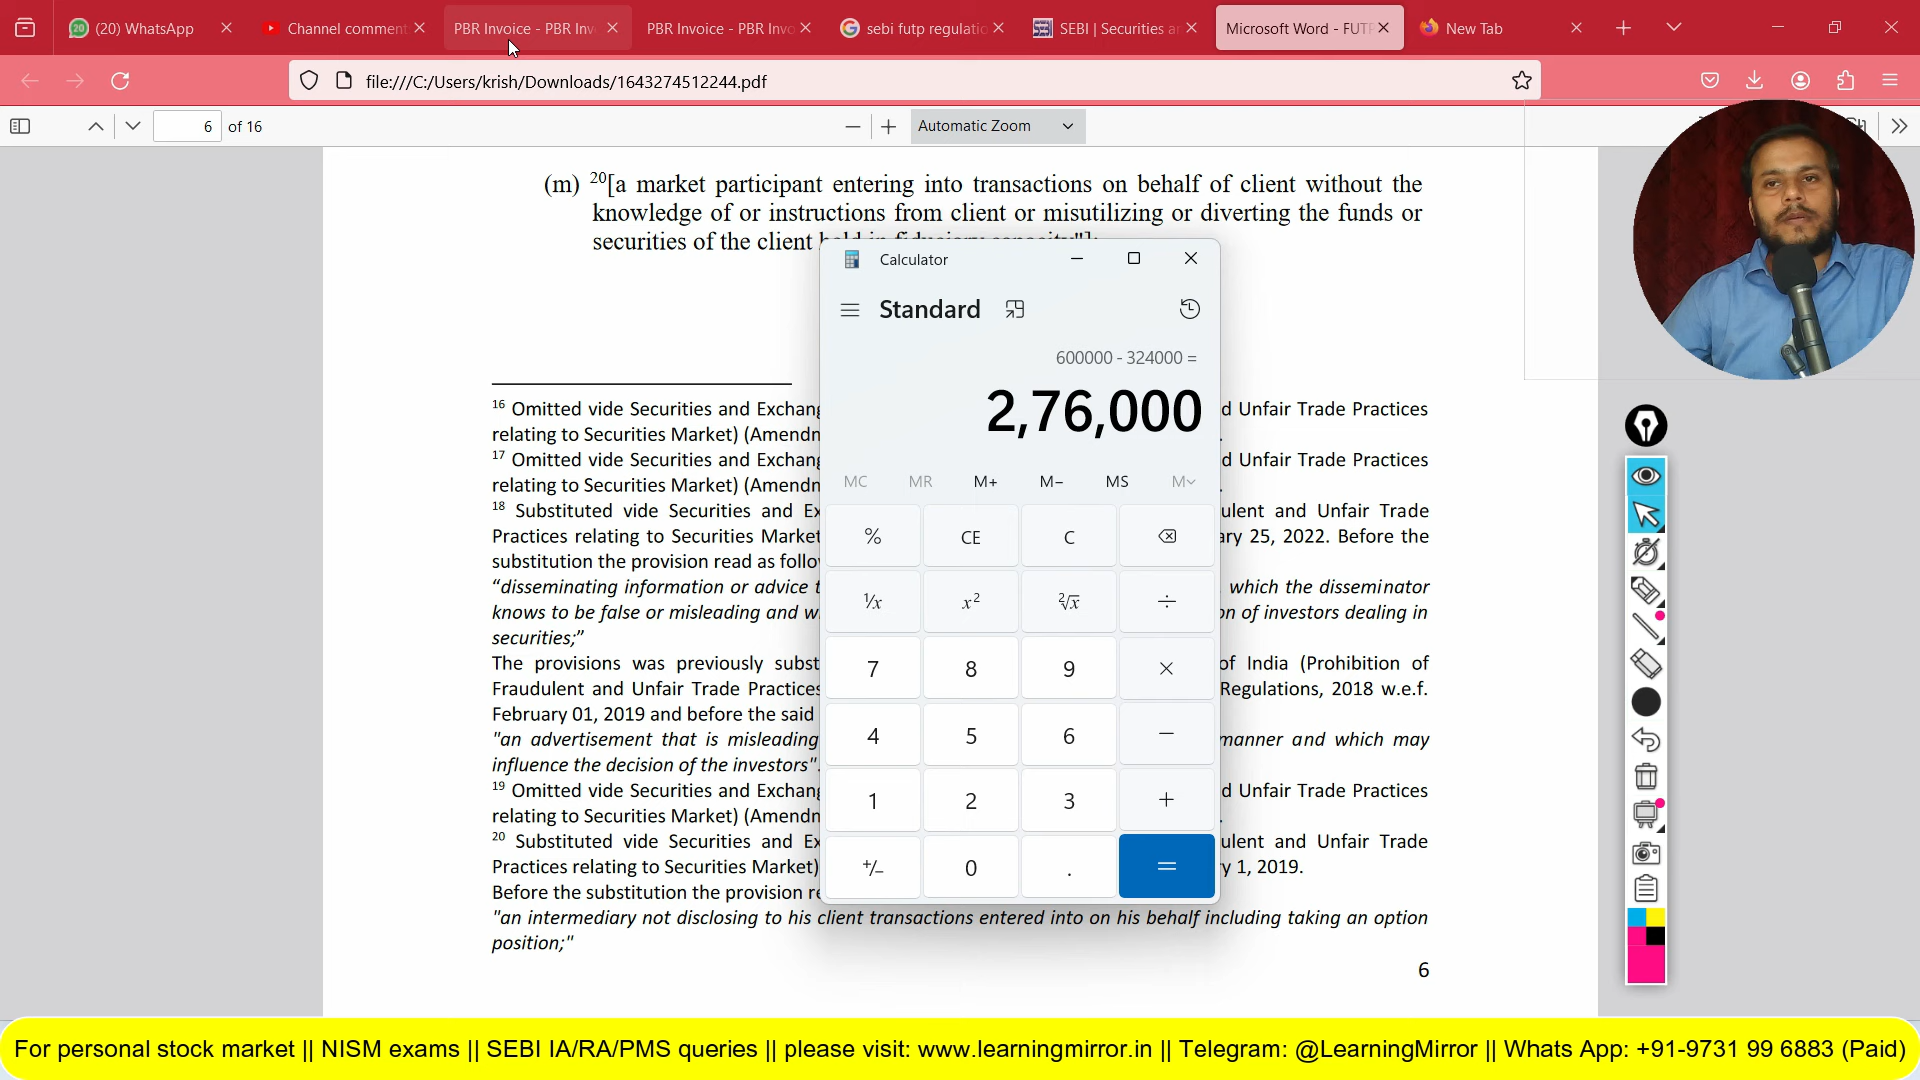 (20) WhatsApp
Channel comment
PBR Invoice - PBR Inv
PBR Invoice - PBR Invo
sebi futp regulatio
SEBI | Securities a
Microsoft Word - FUTP
New Tab
file:///C:/Users/krish/Downloads/1643274512244.pdf
6 of 16
Automatic Zoom
(m) 20[a market participant entering into transactions on behalf of client without the
knowledge of or instructions from client or misutilizing or diverting the funds or
securities of the client held in fiduciary capacity"];
Calculator
Standard
600000 - 324000 =
2,76,000
MC MR M+ M− MS M
% CE C
1/x x2 2√x ÷
7 8 9 ×
4 5 6 −
1 2 3 +
+/− 0 . =
16 Omitted vide Securities and Exchang d Unfair Trade Practices
relating to Securities Market) (Amendm .
17 Omitted vide Securities and Exchang d Unfair Trade Practices
relating to Securities Market) (Amendm .
18 Substituted vide Securities and Ex ulent and Unfair Trade
Practices relating to Securities Market ary 25, 2022. Before the
substitution the provision read as follow
“disseminating information or advice t which the disseminator
knows to be false or misleading and w on of investors dealing in
securities;”
The provisions was previously subst of India (Prohibition of
Fraudulent and Unfair Trade Practices Regulations, 2018 w.e.f.
February 01, 2019 and before the said
"an advertisement that is misleading manner and which may
influence the decision of the investors".
19 Omitted vide Securities and Exchang d Unfair Trade Practices
relating to Securities Market) (Amendm .
20 Substituted vide Securities and Ex ulent and Unfair Trade
Practices relating to Securities Market) y 1, 2019.
Before the substitution the provision re
"an intermediary not disclosing to his client transactions entered into on his behalf including taking an option
position;"
6
For personal stock market || NISM exams || SEBI IA/RA/PMS queries || please visit: www.learningmirror.in || Telegram: @LearningMirror || Whats App: +91-9731 99 6883 (Paid)